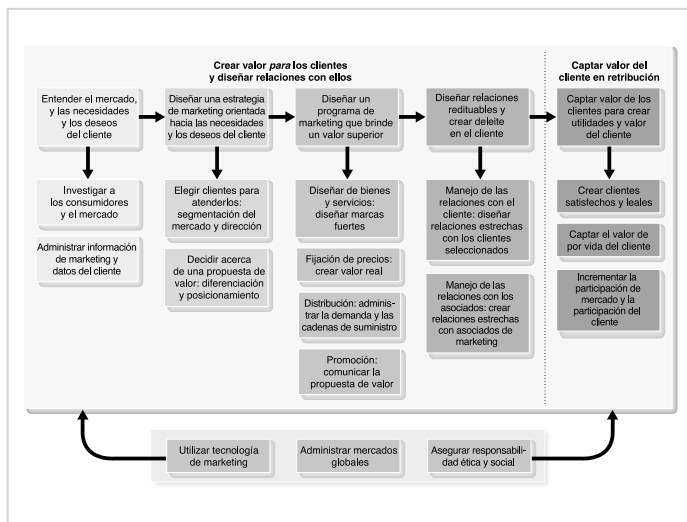 Crear valor para los clientes
y diseñar relaciones con ellos
Captar valor del
cliente en retribución
Entender el mercado,
y las necesidades
y los deseos
del cliente
Diseñar una estrategia
de marketing orientada
hacia las necesidades
y los deseos del cliente
Diseñar un
programa de
marketing que brinde
un valor superior
Diseñar relaciones
redituables y
crear deleite
en el cliente
Captar valor de los
clientes para crear
utilidades y valor
del cliente
Investigar a
los consumidores
y el mercado
Administrar información
de marketing y
datos del cliente
Elegir clientes para
atenderlos:
segmentación del
mercado y dirección
Decidir acerca
de una propuesta de
valor: diferenciación y
posicionamiento
Diseñar de bienes
y servicios:
diseñar marcas
fuertes
Fijación de precios:
crear valor real
Distribución: adminis-
trar la demanda y las
cadenas de suministro
Promoción:
comunicar la
propuesta de valor
Manejo de las
relaciones con el
cliente: diseñar
relaciones estrechas
con los clientes
seleccionados
Manejo de las
relaciones con los
asociados: crear
relaciones estrechas
con asociados de
marketing
Crear clientes
satisfechos y leales
Captar el valor de
por vida del cliente
Incrementar la
participación de
mercado y la
participación del
cliente
Utilizar tecnología
de marketing
Administrar mercados
globales
Asegurar responsabili-
dad ética y social